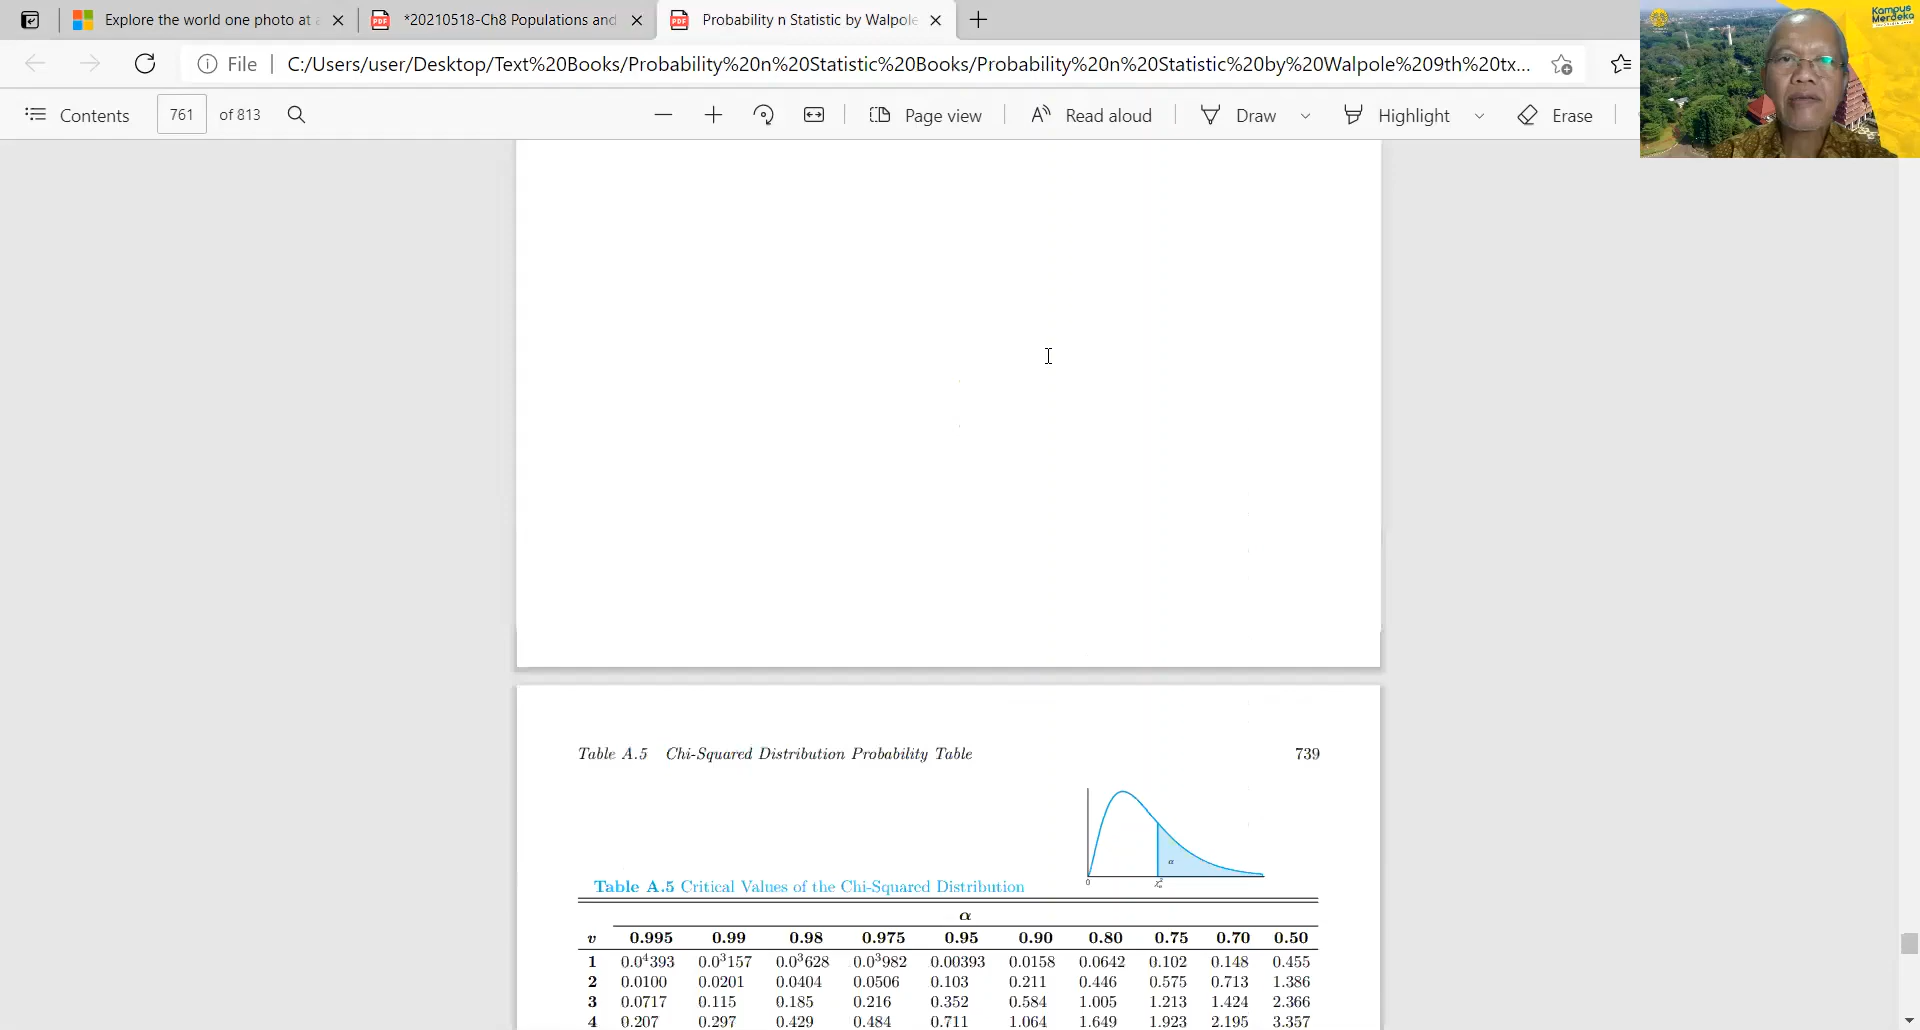 Explore the world one photo at a
*20210518-Ch8 Populations and
Probability n Statistic by Walpole
File
C:/Users/user/Desktop/Text%20Books/Probability%20n%20Statistic%20Books/Probability%20n%20Statistic%20by%20Walpole%209th%20tx...
Kampus
Merdeka
Contents
761
of 813
Page view
Read aloud
Draw
Highlight
Erase
Table A.5 Chi-Squared Distribution Probability Table
739
α
0
χ²α
Table A.5 Critical Values of the Chi-Squared Distribution
α
v 0.995 0.99 0.98 0.975 0.95 0.90 0.80 0.75 0.70 0.50
1 0.0⁴393 0.0³157 0.0³628 0.0³982 0.00393 0.0158 0.0642 0.102 0.148 0.455
2 0.0100 0.0201 0.0404 0.0506 0.103 0.211 0.446 0.575 0.713 1.386
3 0.0717 0.115 0.185 0.216 0.352 0.584 1.005 1.213 1.424 2.366
4 0.207 0.297 0.429 0.484 0.711 1.064 1.649 1.923 2.195 3.357